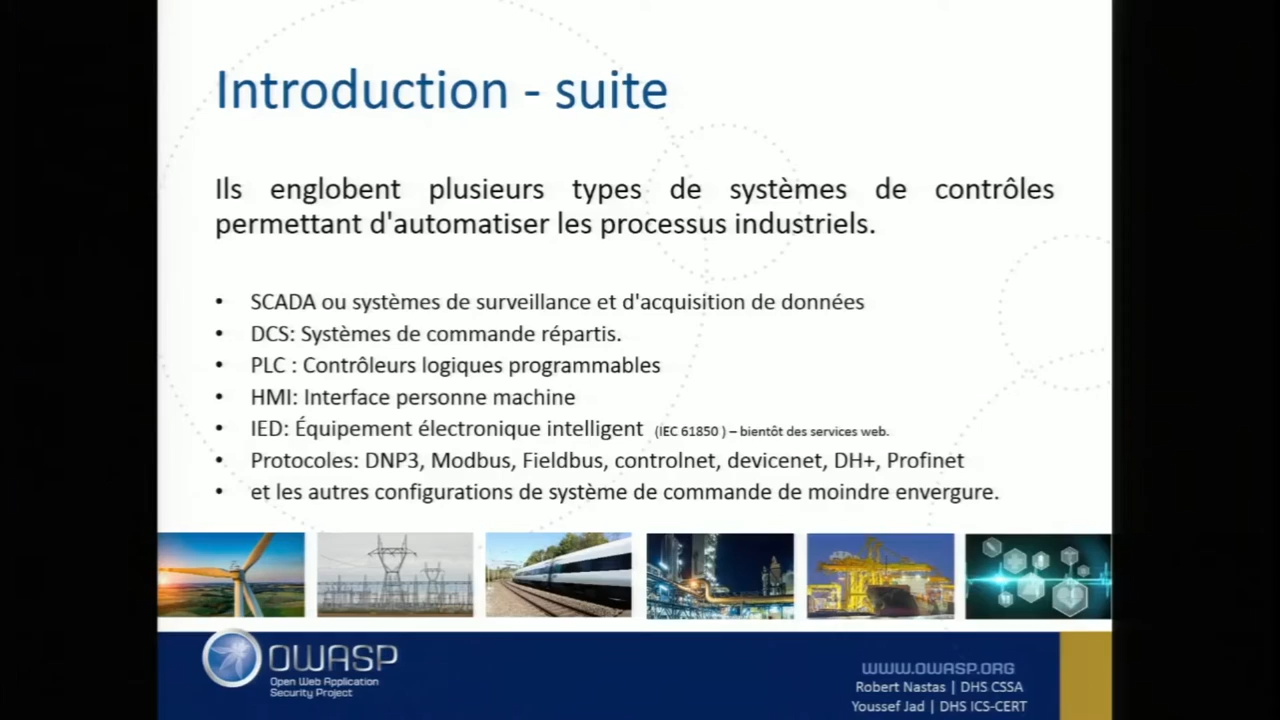 Introduction - suite
Ils englobent plusieurs types de systèmes de contrôles
permettant d'automatiser les processus industriels.
• SCADA ou systèmes de surveillance et d'acquisition de données
• DCS: Systèmes de commande répartis.
• PLC : Contrôleurs logiques programmables
• HMI: Interface personne machine
• IED: Équipement électronique intelligent (IEC 61850 ) – bientôt des services web.
• Protocoles: DNP3, Modbus, Fieldbus, controlnet, devicenet, DH+, Profinet
• et les autres configurations de système de commande de moindre envergure.
OWASP
Open Web Application
Security Project
WWW.OWASP.ORG
Robert Nastas | DHS CSSA
Youssef Jad | DHS ICS-CERT